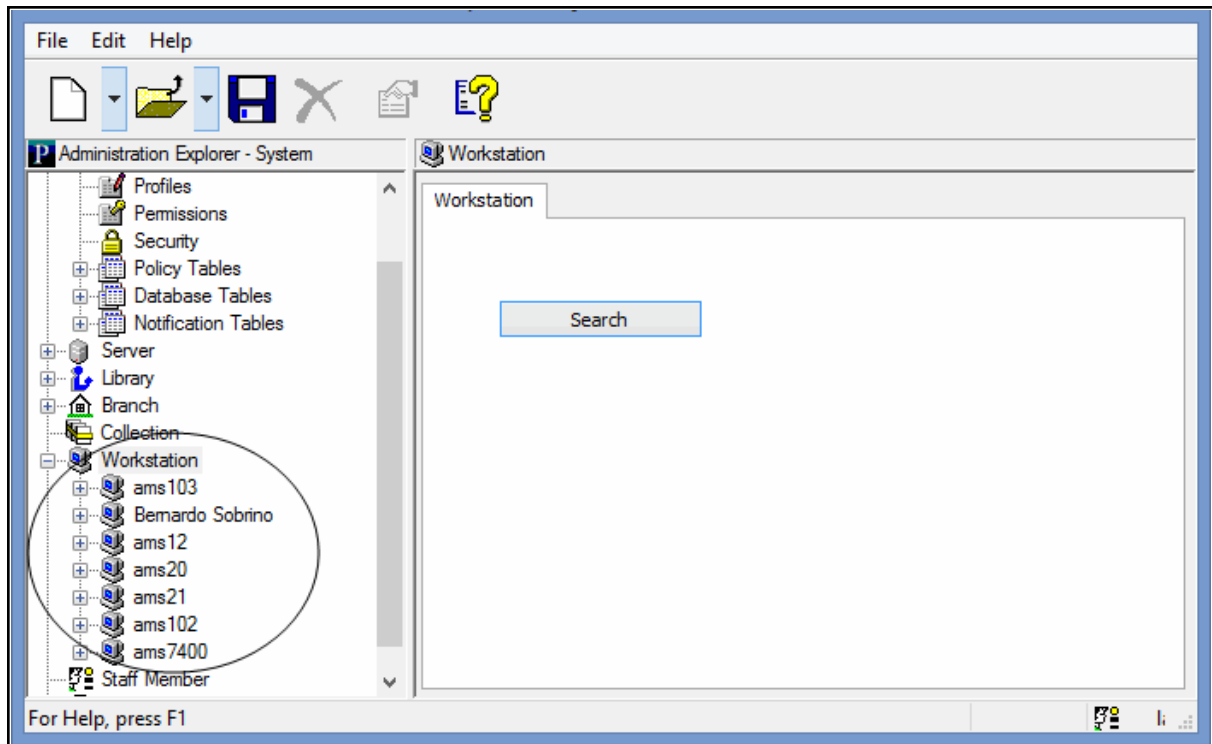 File Edit Help
Administration Explorer - System
Workstation
Profiles
Permissions
Security
Policy Tables
Database Tables
Notification Tables
Server
Library
Branch
Collection
Workstation
ams103
Bernardo Sobrino
ams12
ams20
ams21
ams102
ams7400
Staff Member
Workstation
Search
For Help, press F1